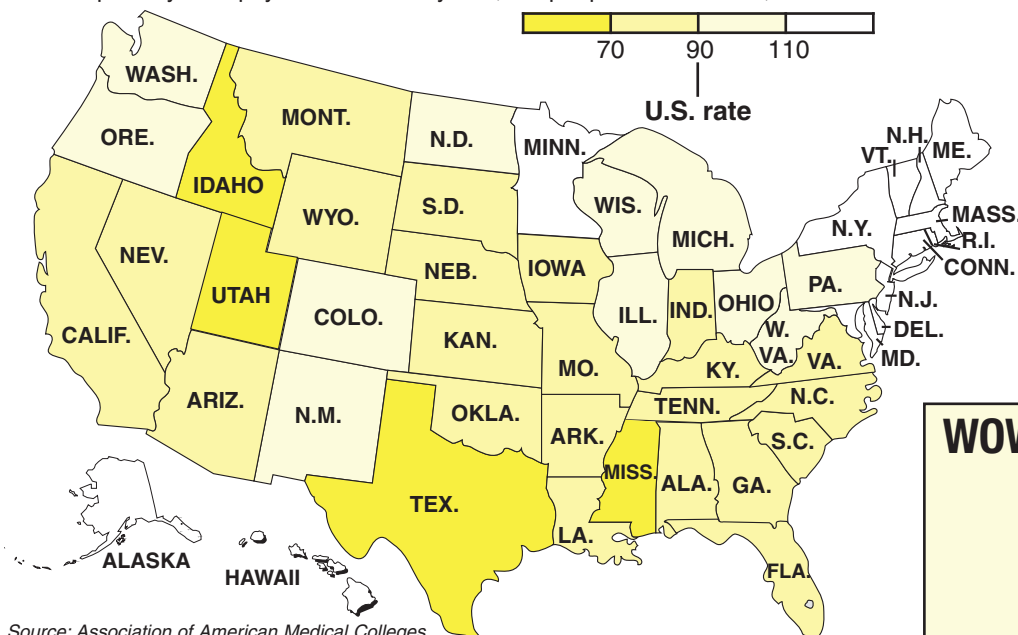 70 90 110
U.S. rate
WASH.
ORE.
MONT.
IDAHO
WYO.
N.D.
S.D.
MINN.
WIS.
MICH.
N.H.
VT.
ME.
N.Y.
MASS.
R.I.
CONN.
PA.
N.J.
DEL.
MD.
NEV.
UTAH
CALIF.
COLO.
NEB.
IOWA
ILL.
IND.
OHIO
W.
VA.
VA.
KAN.
MO.
KY.
N.C.
TENN.
S.C.
ARIZ.
N.M.
OKLA.
ARK.
MISS.
ALA.
GA.
TEX.
LA.
FLA.
ALASKA
HAWAII
WOW
Source: Association of American Medical Colleges